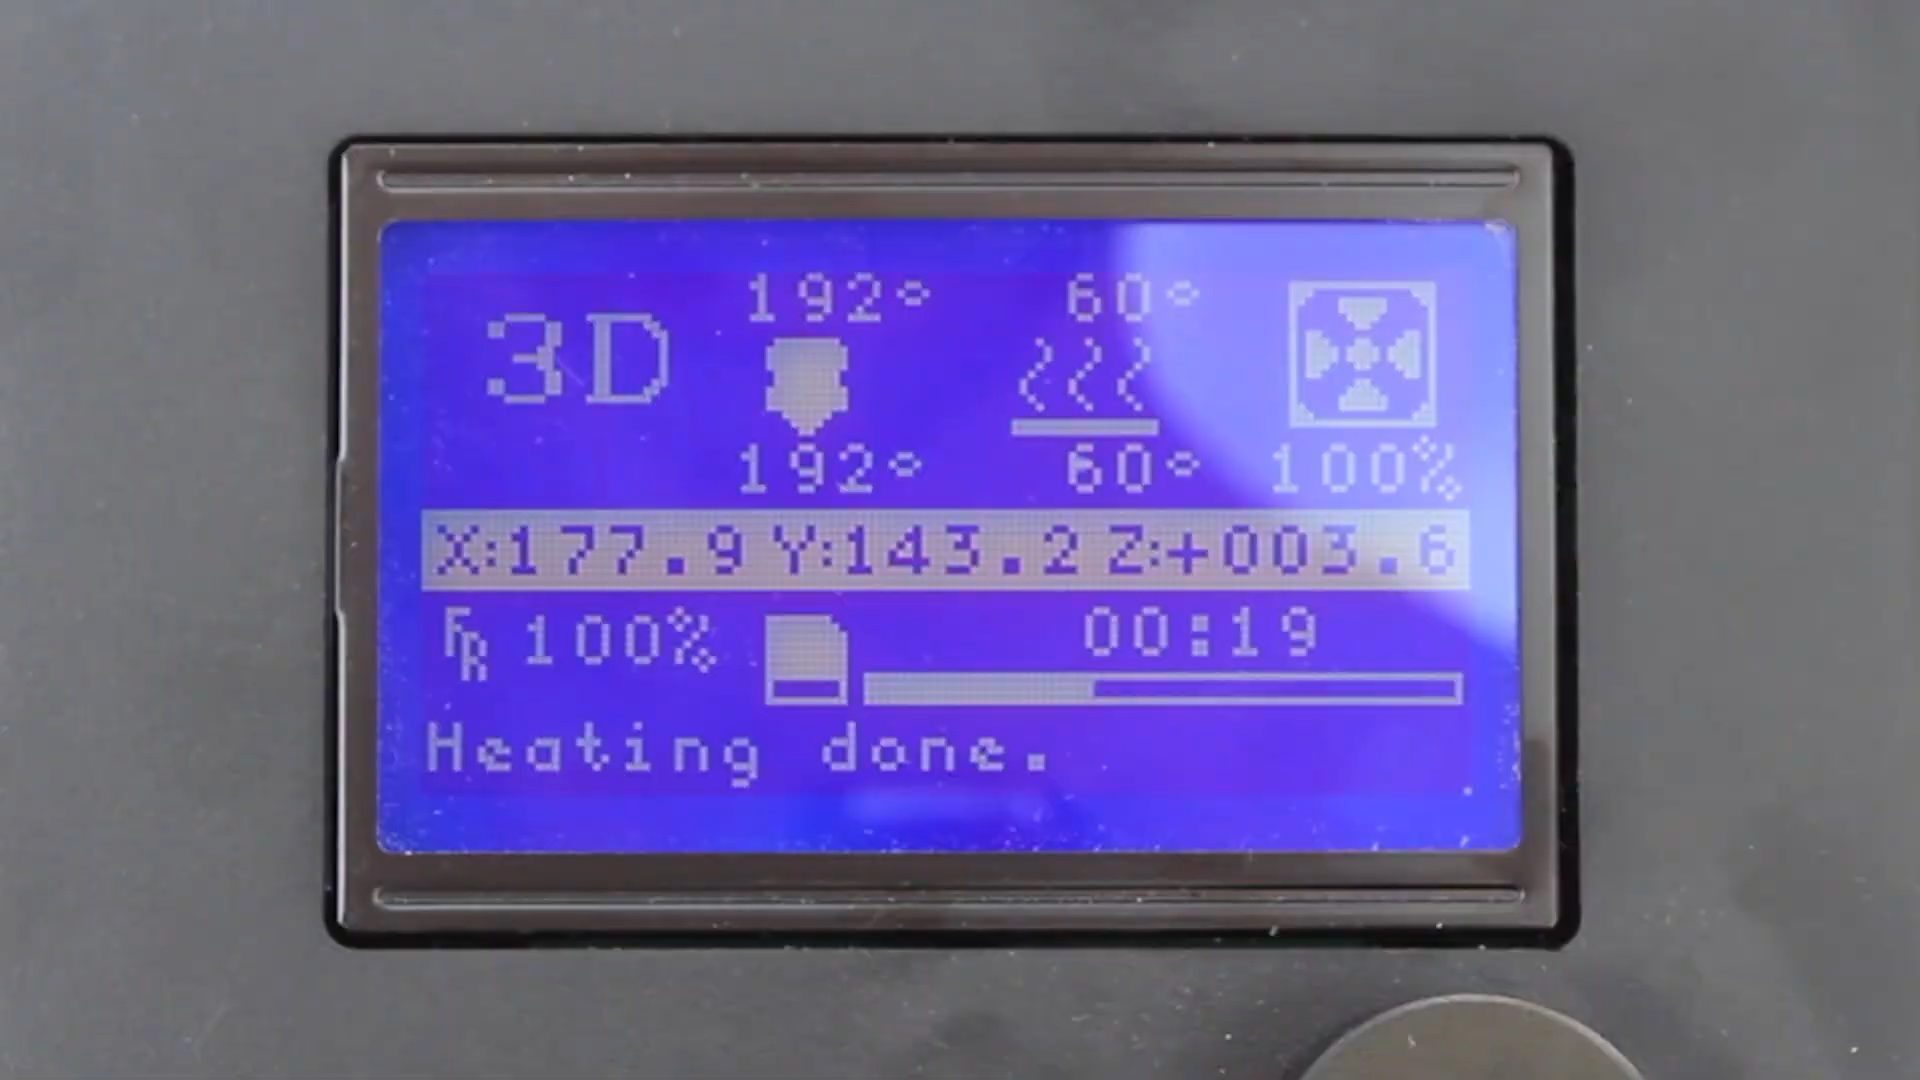 192° 60°
3D
192° 60° 100%
X:177.9 Y:143.2 Z:+003.6
FR 100% 00:19
Heating done.